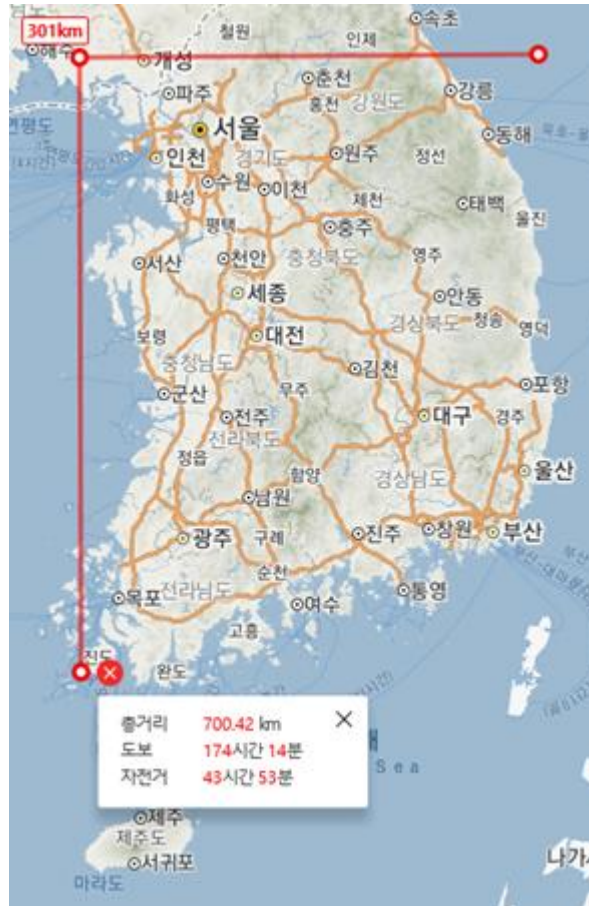 속초
철원
301km
인제
해주
개성
춘천
파주
홍천 강원도
강릉
연평도
서울
동해
인천
경기도
원주
정선
수원
이천
화성
제천
태백
울진
평택
충주
서산
천안
충청북도
영주
세종
안동
보령
대전
경상북도 청송
영덕
충청남도
김천
군산
무주
포항
전주
대구
경주
전라북도
정읍
함양
경상남도
울산
남원
광주
구례
진주
창원
부산
순천
목포
전라남도
여수
통영
고흥
진도
완도
총거리 700.42 km
도보 174시간 14분
자전거 43시간 53분
해
Sea
제주
제주도
서귀포
마라도
나가사